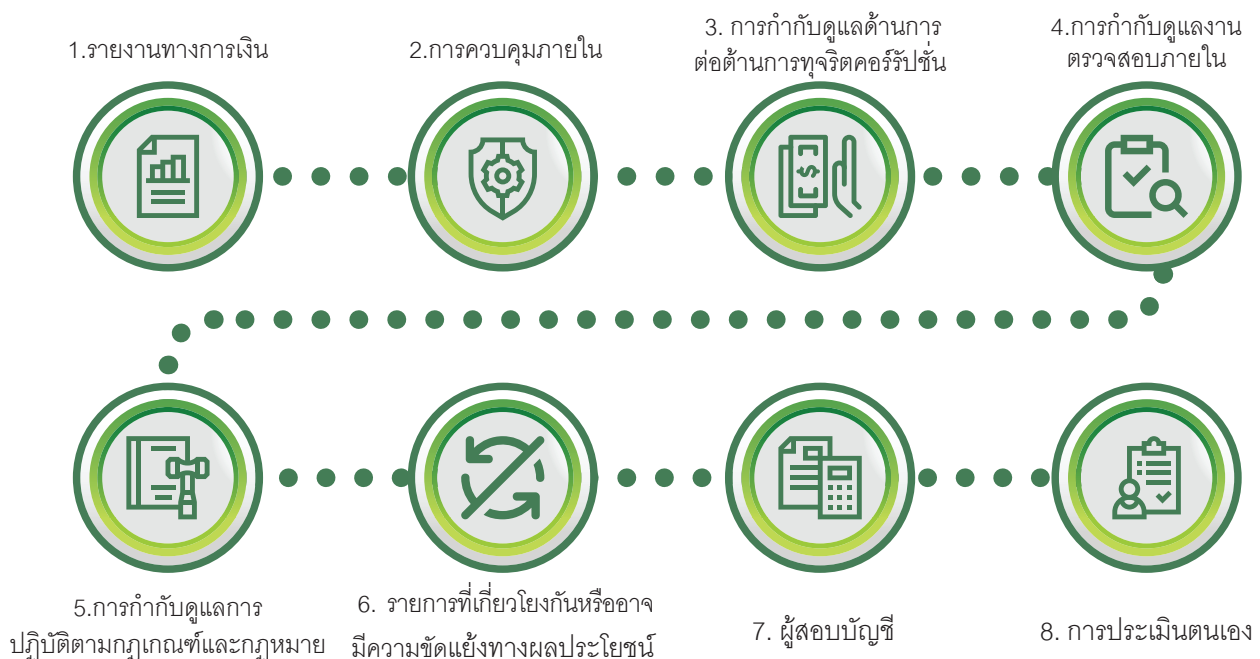 1.รายงานทางการเงิน
2.การควบคุมภายใน
3. การกำกับดูแลด้านการ
ต่อต้านการทุจริตคอร์รัปชั่น
4.การกำกับดูแลงาน
ตรวจสอบภายใน
5.การกำกับดูแลการ
ปฏิบัติตามกฎเกณฑ์และกฎหมาย
6. รายการที่เกี่ยวโยงกันหรืออาจ
มีความขัดแย้งทางผลประโยชน์
7. ผู้สอบบัญชี
8. การประเมินตนเอง